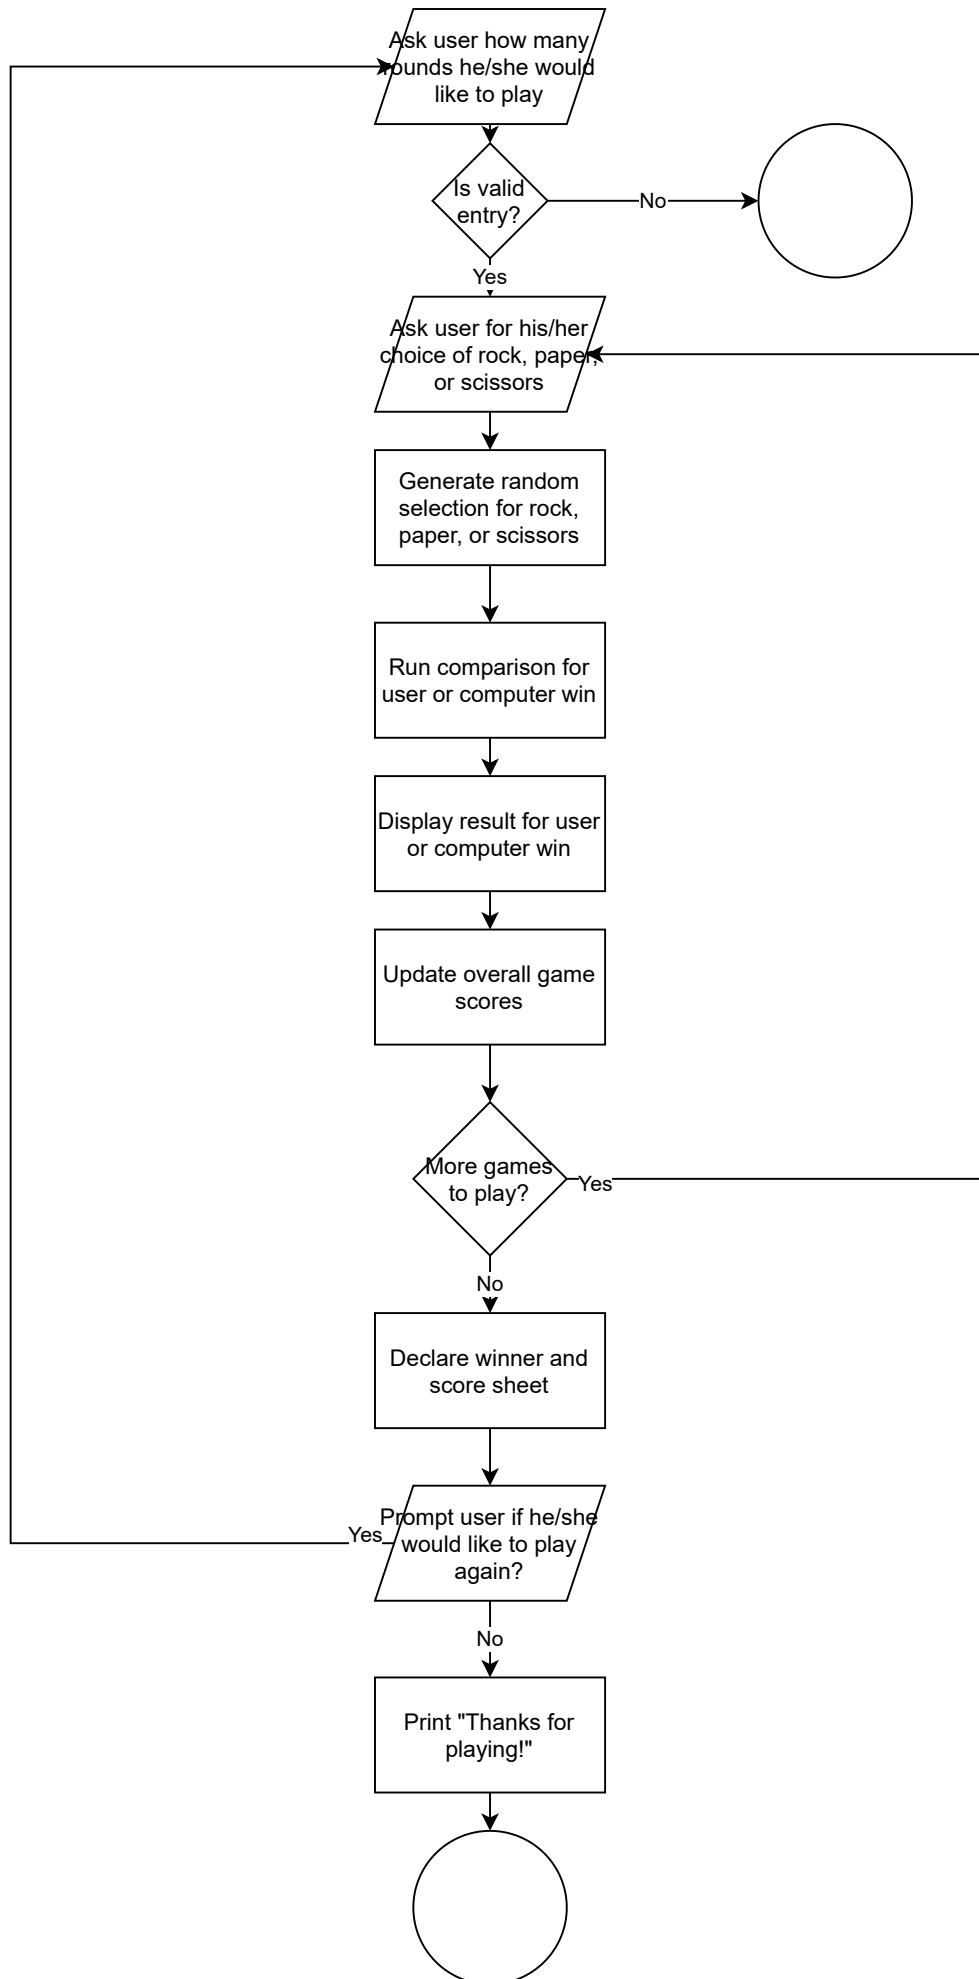 Ask user how many
rounds he/she would
like to play
Is valid
entry?
No
Yes
Ask user for his/her
choice of rock, paper,
or scissors
Generate random
selection for rock,
paper, or scissors
Run comparison for
user or computer win
Display result for user
or computer win
Update overall game
scores
More games
to play?
Yes
No
Declare winner and
score sheet
Prompt user if he/she
would like to play
again?
Yes
No
Print "Thanks for
playing!"